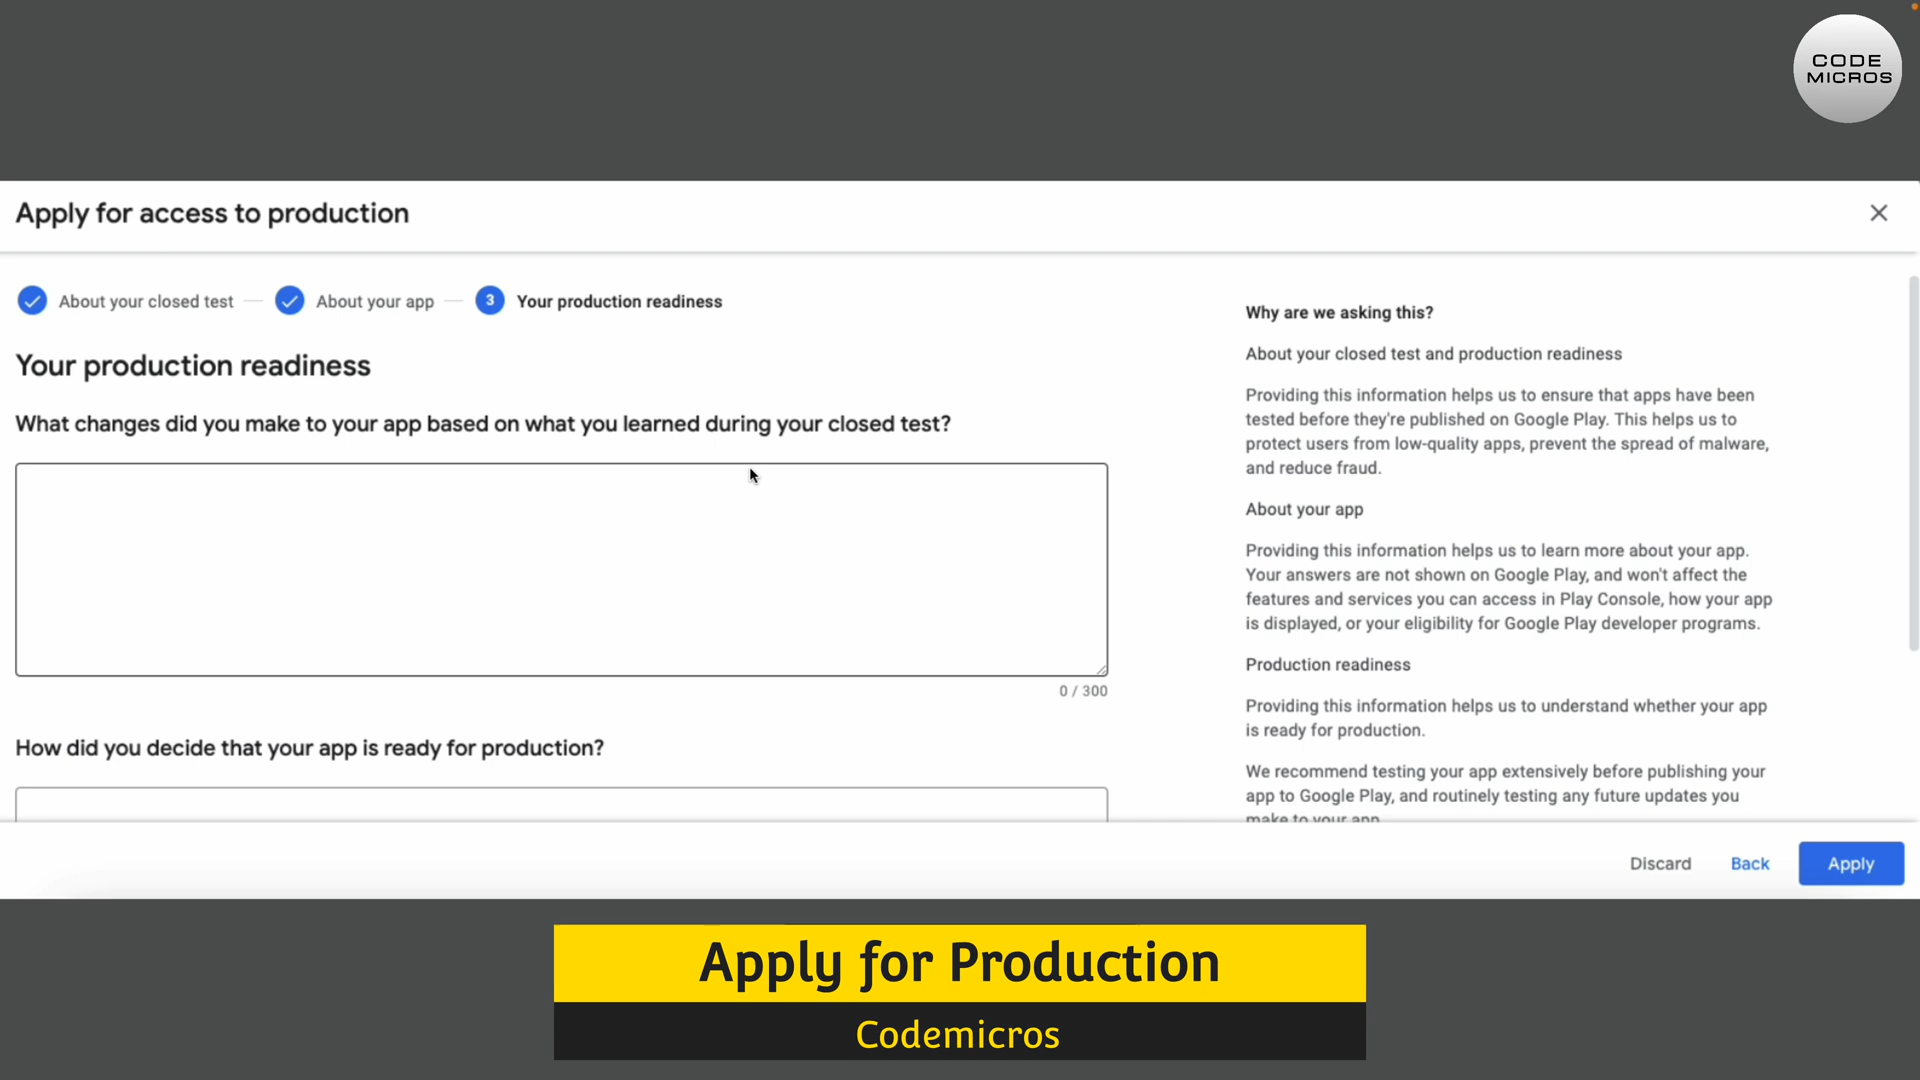 CODE
MICROS
Apply for access to production
About your closed test
About your app
3
Your production readiness
Your production readiness
What changes did you make to your app based on what you learned during your closed test?
0 / 300
How did you decide that your app is ready for production?
Why are we asking this?
About your closed test and production readiness
Providing this information helps us to ensure that apps have been
tested before they're published on Google Play. This helps us to
protect users from low-quality apps, prevent the spread of malware,
and reduce fraud.
About your app
Providing this information helps us to learn more about your app.
Your answers are not shown on Google Play, and won't affect the
features and services you can access in Play Console, how your app
is displayed, or your eligibility for Google Play developer programs.
Production readiness
Providing this information helps us to understand whether your app
is ready for production.
We recommend testing your app extensively before publishing your
app to Google Play, and routinely testing any future updates you
make to your app
Discard
Back
Apply
Apply for Production
Codemicros